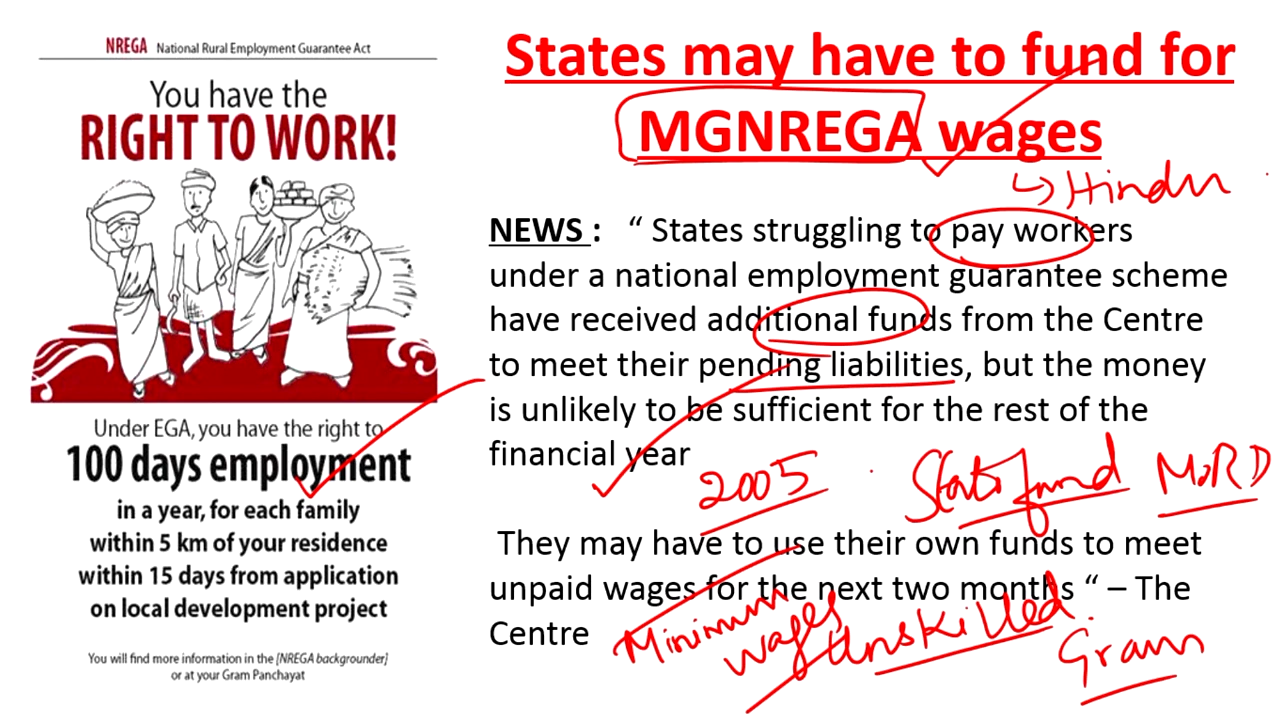 NREGA National Rural Employment Guarantee Act
You have the
RIGHT TO WORK!
Under EGA, you have the right to
100 days employment
in a year, for each family
within 5 km of your residence
within 15 days from application
on local development project
You will find more information in the [NREGA backgrounder]
or at your Gram Panchayat
States may have to fund for
MGNREGA wages
Hindu
NEWS : “ States struggling to pay workers
under a national employment guarantee scheme
have received additional funds from the Centre
to meet their pending liabilities, but the money
is unlikely to be sufficient for the rest of the
financial year
2005
State fund
MoRD
They may have to use their own funds to meet
unpaid wages for the next two months “ – The
Centre
Minimum
wages
Unskilled
Gram